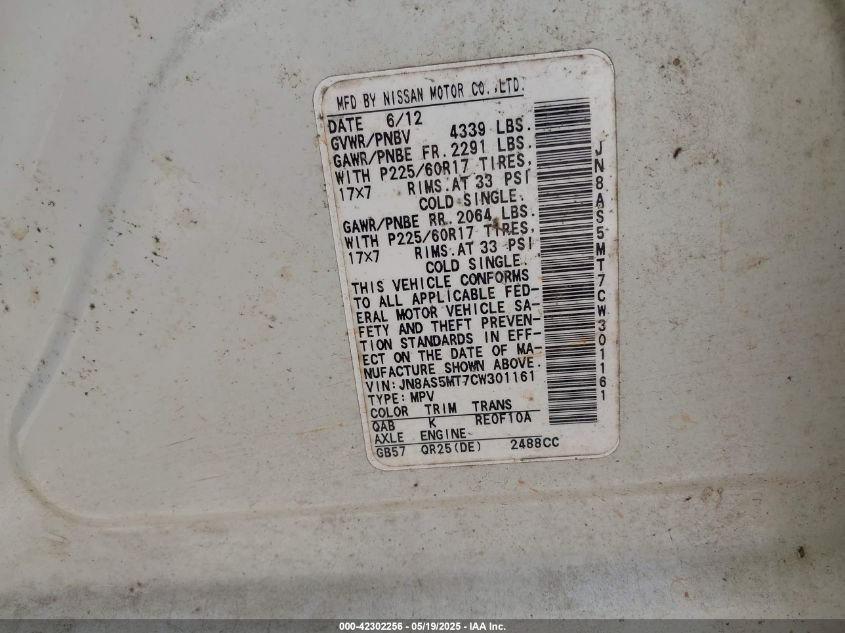 MFD BY NISSAN MOTOR CO.,LTD.
DATE 6/12
GVWR/PNBV 4339 LBS.
GAWR/PNBE FR. 2291 LBS.
WITH P225/60R17 TIRES,
17X7 RIMS.AT 33 PSI
COLD SINGLE.
GAWR/PNBE RR. 2064 LBS.
WITH P225/60R17 TIRES,
17X7 RIMS.AT 33 PSI
COLD SINGLE.
THIS VEHICLE CONFORMS
TO ALL APPLICABLE FED-
ERAL MOTOR VEHICLE SA-
FETY AND THEFT PREVEN-
TION STANDARDS IN EFF-
ECT ON THE DATE OF MA-
NUFACTURE SHOWN ABOVE.
VIN:JN8AS5MT7CW301161
TYPE:MPV
COLOR TRIM TRANS
QAB K RE0F10A
AXLE ENGINE
GB57 QR25(DE) 2488CC
JN8AS5MT7CW301161
000-42302256 - 05/19/2025 - IAA Inc.